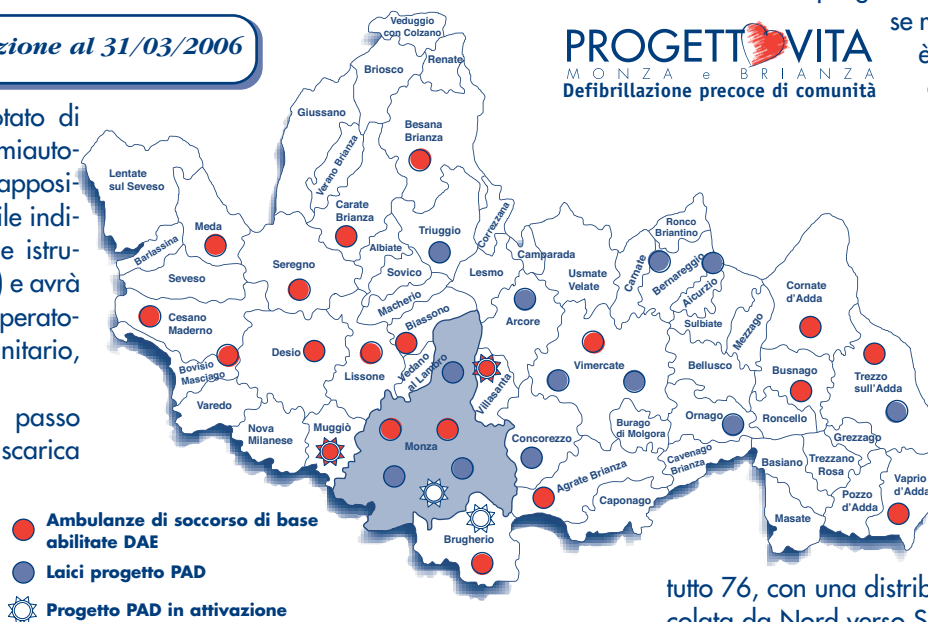 zione al 31/03/2006
PROGETTO VITA
MONZA e BRIANZA
Defibrillazione precoce di comunità
se n
è
tato di
miauto-
apposi-
ile indi-
e istru-
) e avrà
perato-
nitario,
passo
scarica
Veduggio
con Colzano
Renate
Briosco
Giussano
Verano Brianza
Besana
Brianza
Lentate
sul Seveso
Meda
Barlassina
Seveso
Carate
Brianza
Albiate
Triuggio
Correzzana
Seregno
Sovico
Lesmo
Camparada
Usmate
Velate
Carnate
Ronco
Briantino
Bernareggio
Aicurzio
Cornate
d'Adda
Cesano
Maderno
Macherio
Biassono
Arcore
Sulbiate
Mezzago
Bovisio
Masciago
Desio
Lissone
Vedano
al Lambro
Villasanta
Vimercate
Bellusco
Busnago
Trezzo
sull'Adda
Varedo
Nova
Milanese
Muggiò
Monza
Concorezzo
Burago
di Molgora
Ornago
Roncello
Grezzago
Agrate Brianza
Cavenago
Brianza
Basiano
Trezzano
Rosa
Caponago
Pozzo
d'Adda
Vaprio
d'Adda
Masate
Brugherio
Ambulanze di soccorso di base
abilitate DAE
Laici progetto PAD
Progetto PAD in attivazione
tutto 76, con una distrib
colata da Nord verso S